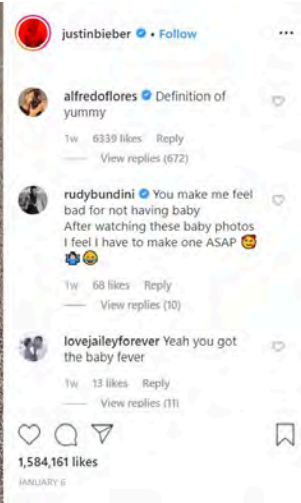 justinbieber • Follow
alfredoflores Definition of
yummy
1w 6339 likes Reply
View replies (672)
rudybundini You make me feel
bad for not having baby
After watching these baby photos
I feel I have to make one ASAP 🥰
🤷‍♂️😂
1w 68 likes Reply
View replies (10)
lovejaileyforever Yeah you got
the baby fever
1w 13 likes Reply
View replies (11)
1,584,161 likes
JANUARY 6